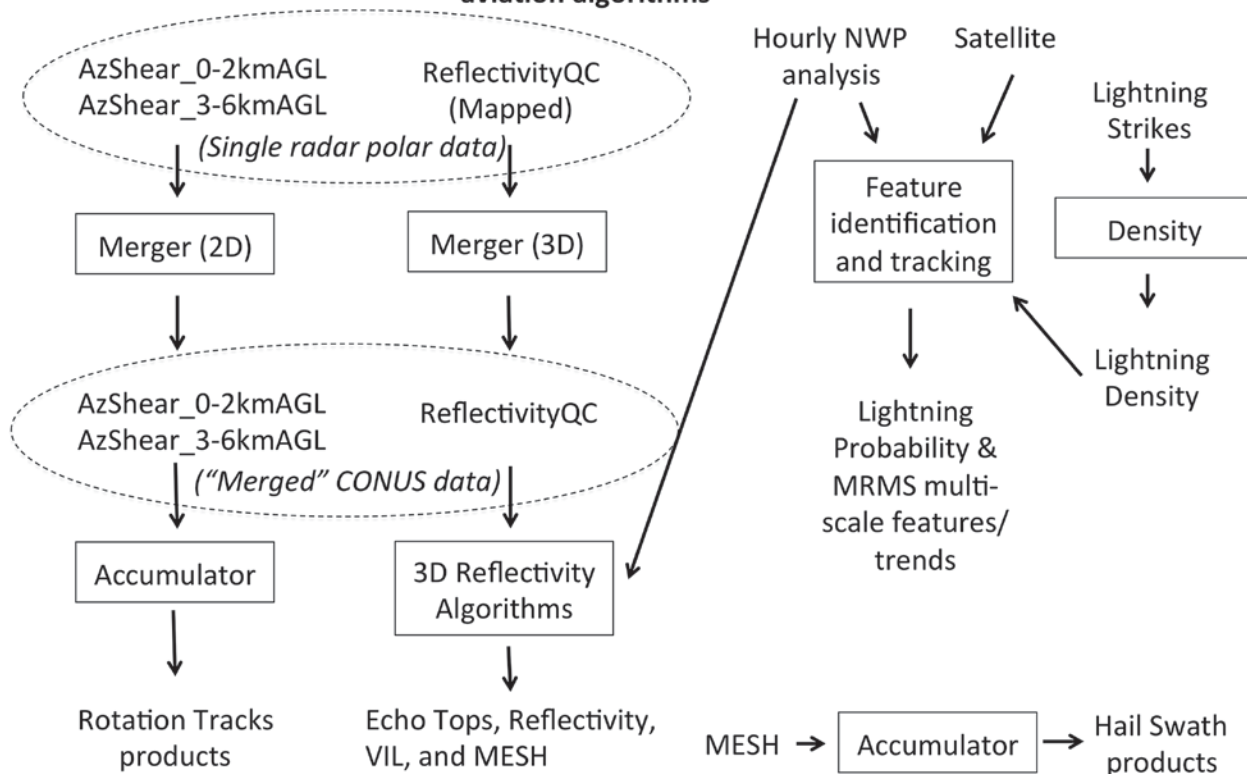 aviation algorithms
AzShear_0-2kmAGL
AzShear_3-6kmAGL
ReflectivityQC
(Mapped)
(Single radar polar data)
Merger (2D)
Merger (3D)
AzShear_0-2kmAGL
AzShear_3-6kmAGL
ReflectivityQC
(“Merged” CONUS data)
Accumulator
3D Reflectivity
Algorithms
Rotation Tracks
products
Echo Tops, Reflectivity,
VIL, and MESH
Hourly NWP
analysis
Satellite
Lightning
Strikes
Feature
identification
and tracking
Density
Lightning
Density
Lightning
Probability &
MRMS multi-
scale features/
trends
MESH
Accumulator
Hail Swath
products